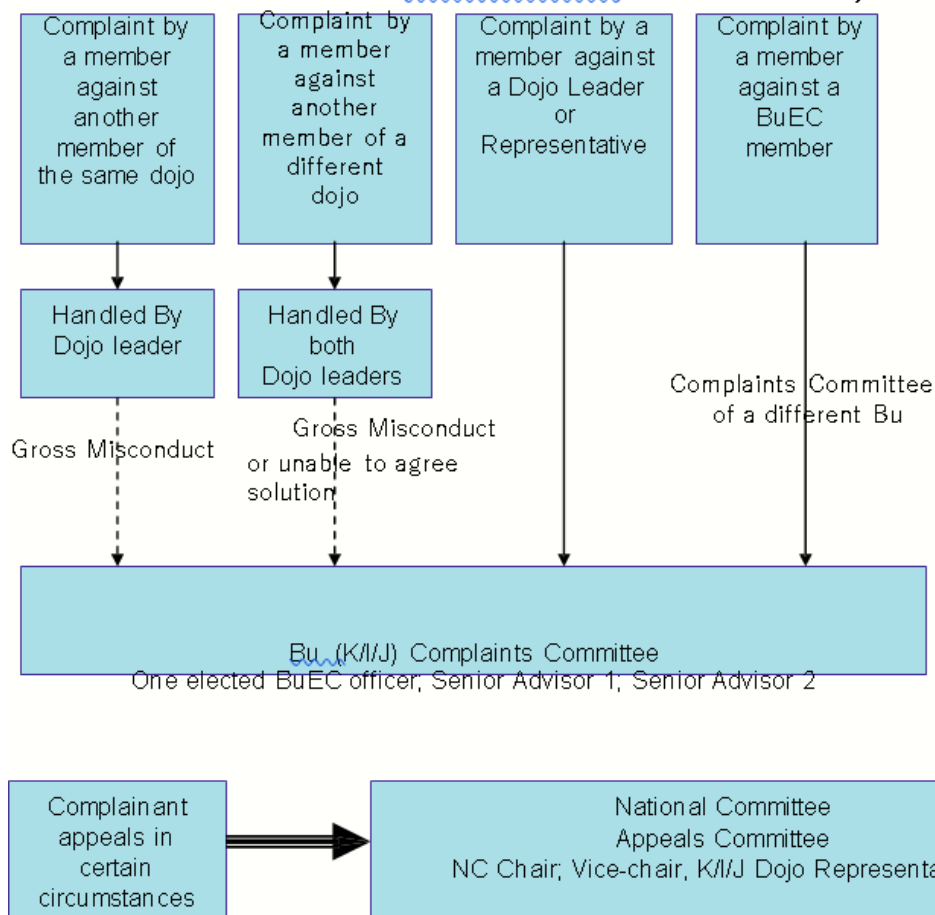 Complaint by
a member
against
another
member of
the same dojo
Complaint by
a member
against
another
member of a
different
dojo
Complaint by a
member against
a Dojo Leader
or
Representative
Complaint by
a member
against a
BuEC
member
Handled By
Dojo leader
Handled By
both
Dojo leaders
Complaints Committee
of a different Bu
Gross Misconduct
Gross Misconduct
or unable to agree
solution
Bu (K/I/J) Complaints Committee
One elected BuEC officer; Senior Advisor 1; Senior Advisor 2
Complainant
appeals in
certain
circumstances
National Committee
Appeals Committee
NC Chair; Vice-chair, K/I/J Dojo Representa